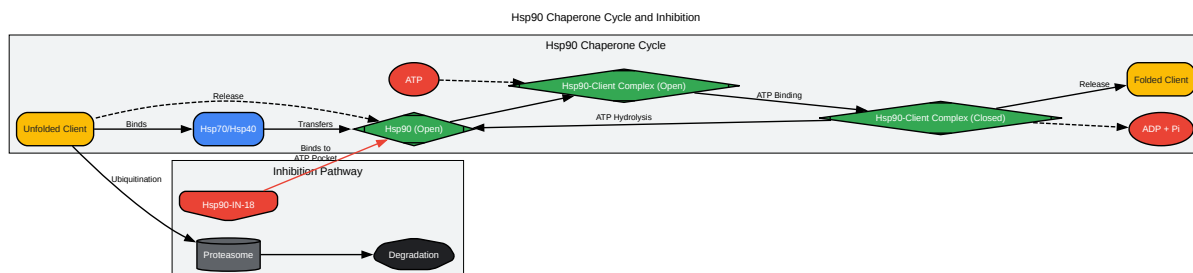 Hsp90 Chaperone Cycle and Inhibition
Hsp90 Chaperone Cycle
ATP
Hsp90-Client Complex (Open)
Folded Client
Release
Release
ATP Binding
Unfolded Client
Binds
Hsp70/Hsp40
Transfers
Hsp90 (Open)
ATP Hydrolysis
Hsp90-Client Complex (Closed)
ADP + Pi
Binds to
ATP Pocket
Inhibition Pathway
Ubiquitination
Hsp90-IN-18
Proteasome
Degradation